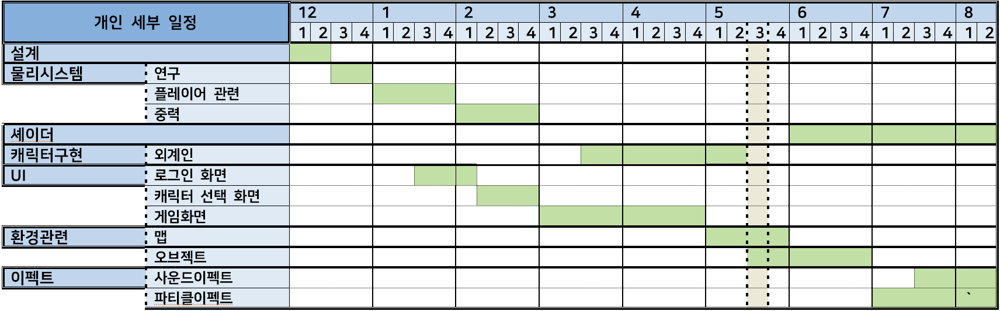 개인 세부 일정 12 1 2 3 4 5 6 7 8
1 2 3 4 1 2 3 4 1 2 3 4 1 2 3 4 1 2 3 4 1 2 3 4 1 2 3 4 1 2 3 4 1 2
설계
물리시스템 연구
플레이어 관련
중력
셰이더
캐릭터구현 외계인
UI 로그인 화면
캐릭터 선택 화면
게임화면
환경관련 맵
오브젝트
이펙트 사운드이펙트
파티클이펙트 `